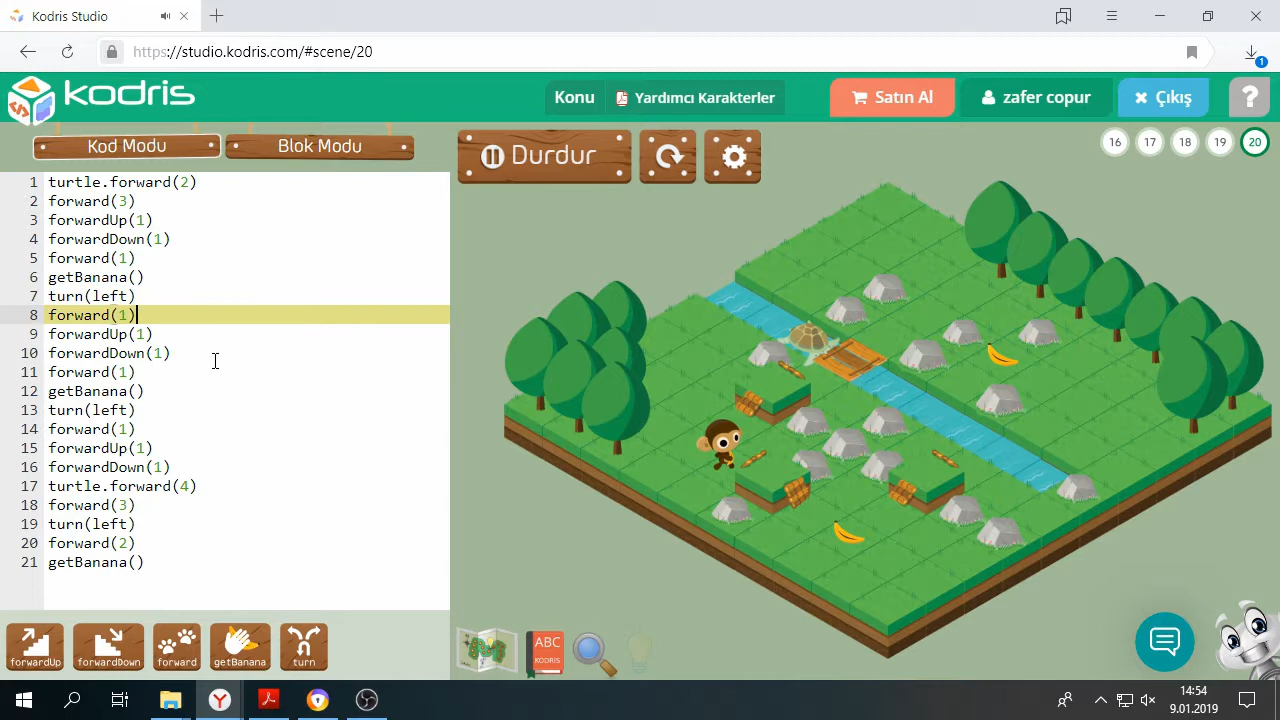 Kodris Studio
https://studio.kodris.com/#scene/20
1
kodris
Konu
Yardımcı Karakterler
Satın Al
zafer copur
Çıkış
?
Kod Modu
Blok Modu
Durdur
16
17
18
19
20
1 turtle.forward(2)
2 forward(3)
3 forwardUp(1)
4 forwardDown(1)
5 forward(1)
6 getBanana()
7 turn(left)
8 forward(1)
9 forwardUp(1)
10 forwardDown(1)
11 forward(1)
12 getBanana()
13 turn(left)
14 forward(1)
15 forwardUp(1)
16 forwardDown(1)
17 turtle.forward(4)
18 forward(3)
19 turn(left)
20 forward(2)
21 getBanana()
forwardUp
forwardDown
forward
getBanana
turn
ABC
KODRIS
14:54
9.01.2019